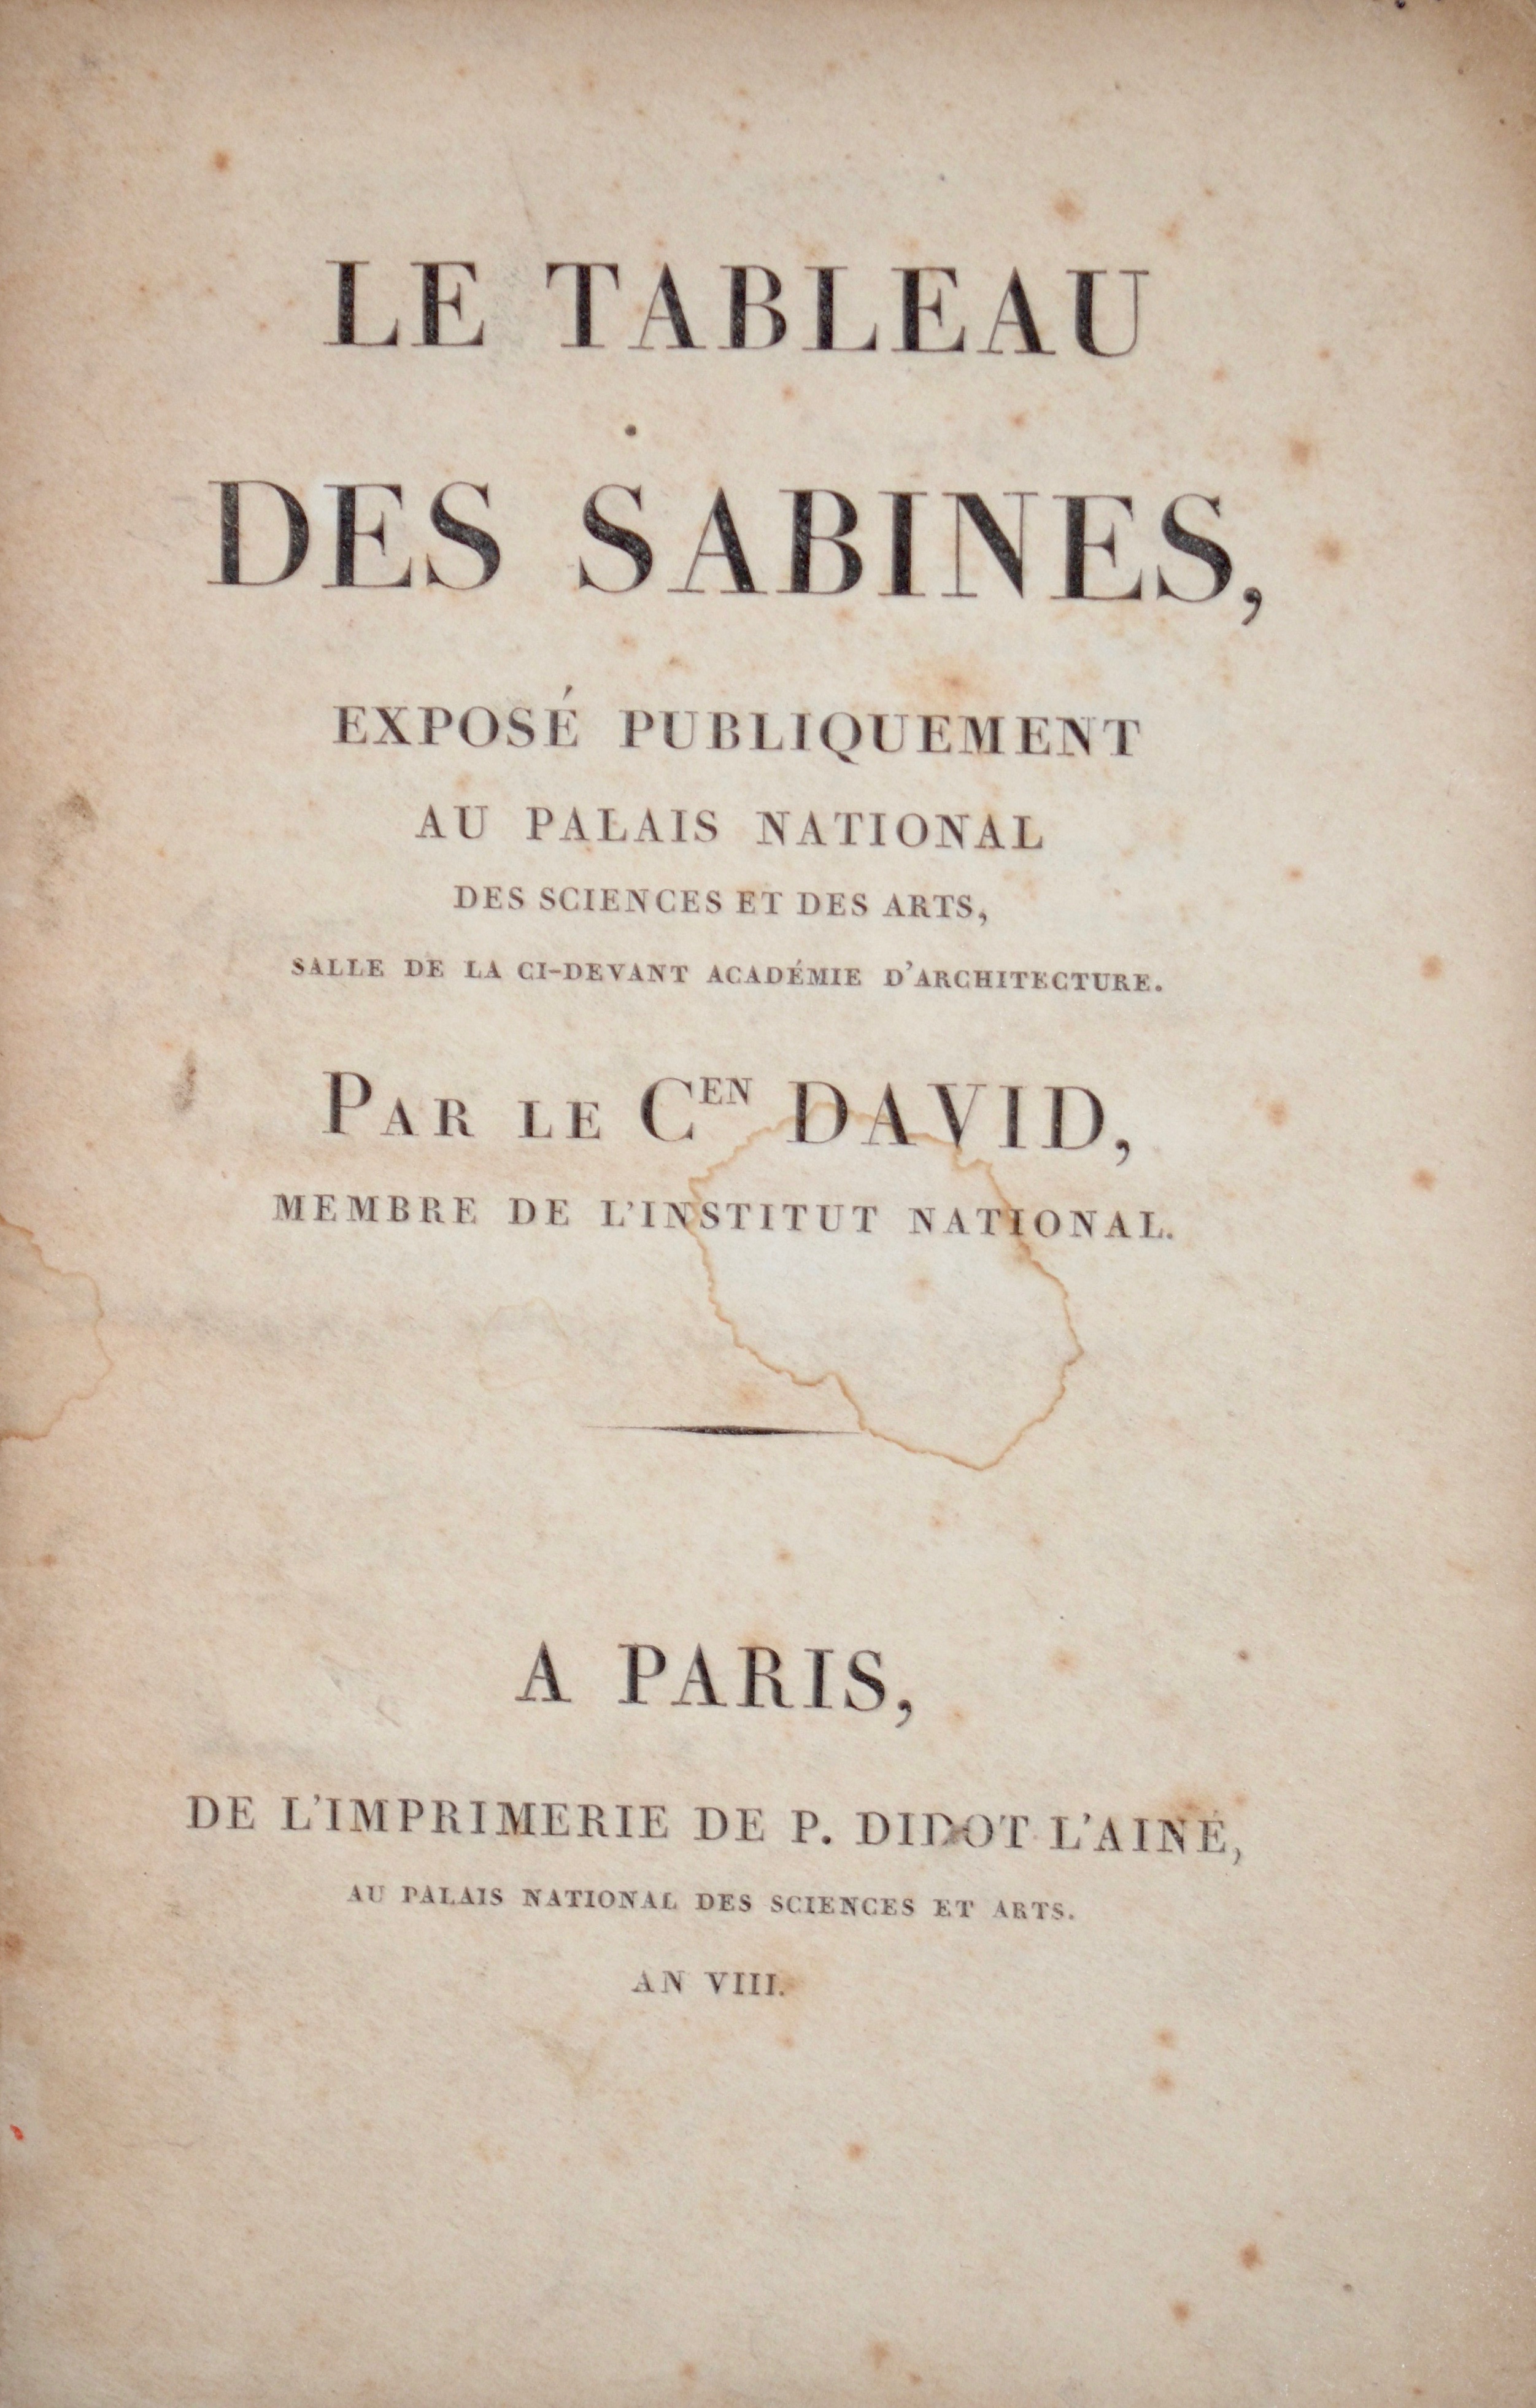 LE TABLEAU
DES SABINES,
EXPOSÉ PUBLIQUEMENT
AU PALAIS NATIONAL
DES SCIENCES ET DES ARTS,
SALLE DE LA CI-DEVANT ACADÉMIE D'ARCHITECTURE.
PAR LE CEN DAVID,
MEMBRE DE L'INSTITUT NATIONAL.
A PARIS,
DE L'IMPRIMERIE DE P. DIDOT L'AINÉ,
AU PALAIS NATIONAL DES SCIENCES ET ARTS.
AN VIII.